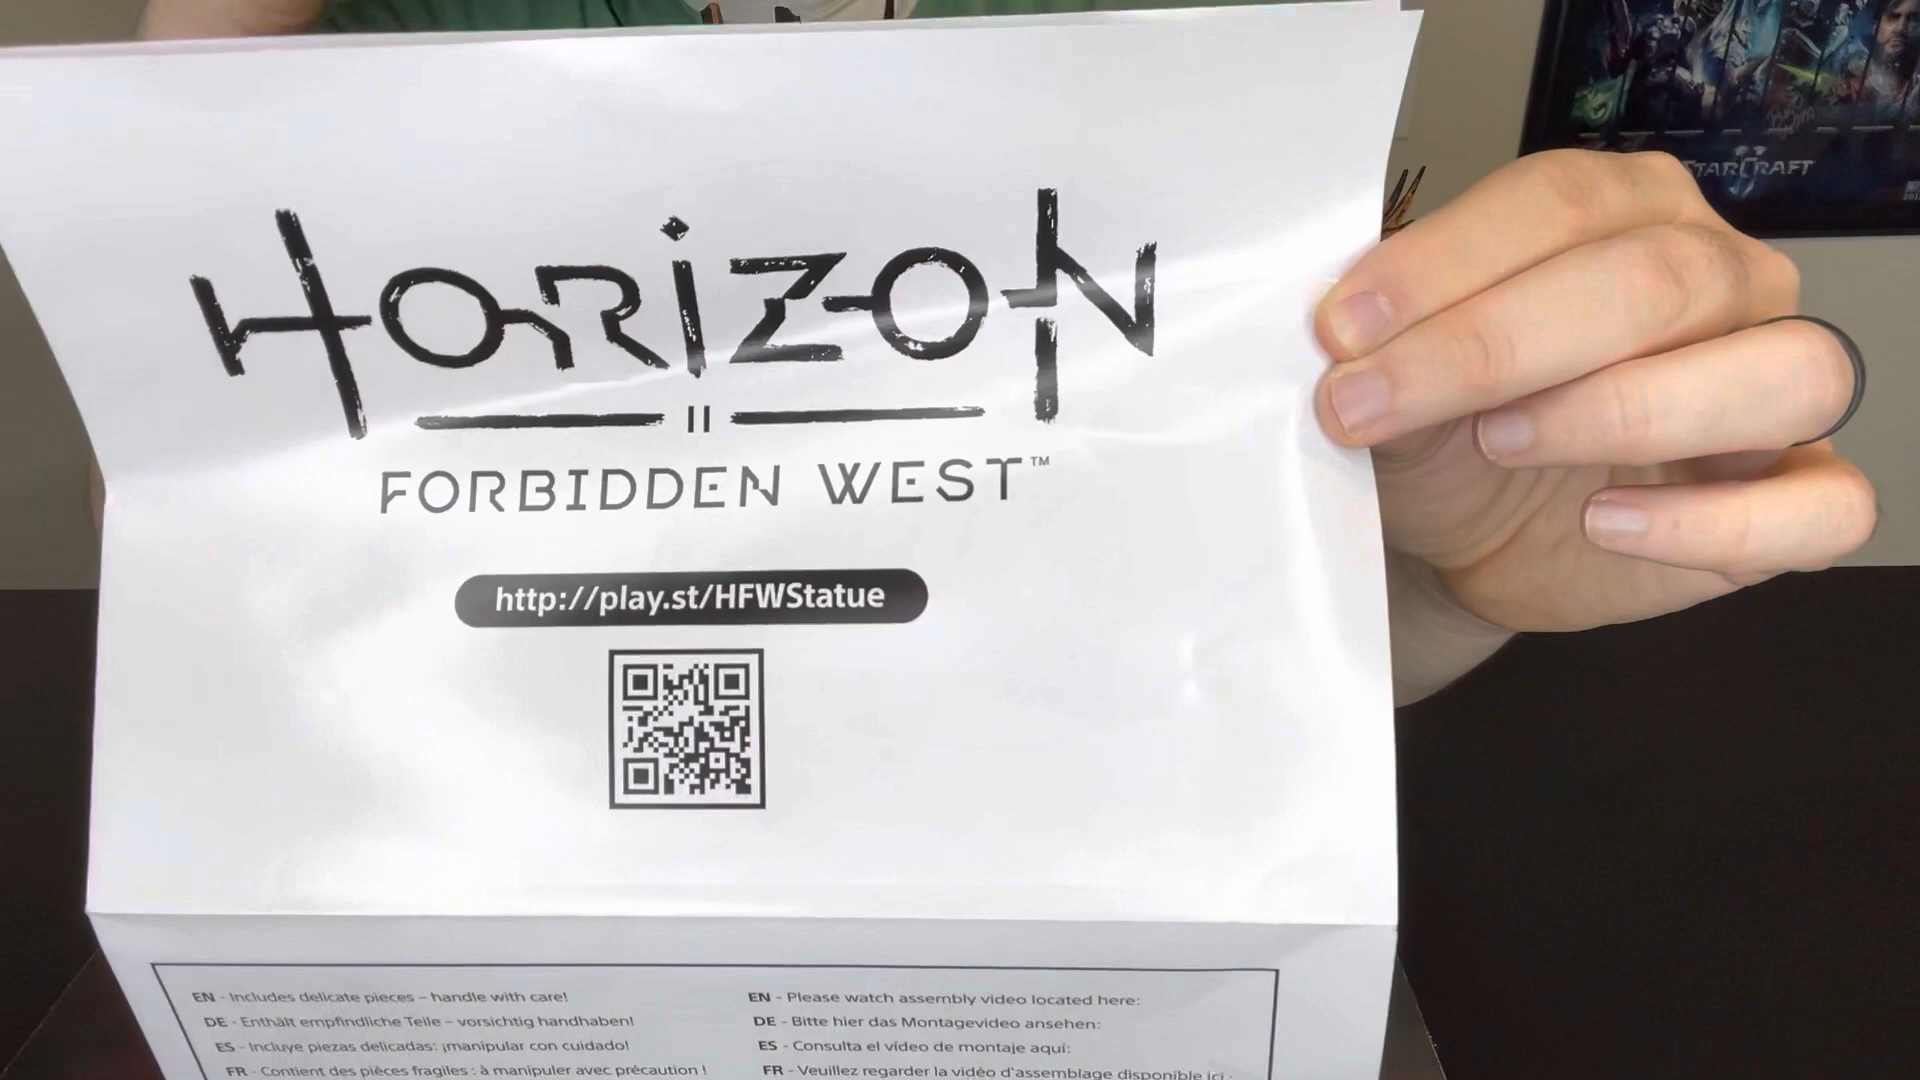 STARCRAFT
II
HORiZON
II
FORBIDDEN WEST™
http://play.st/HFWStatue
EN - Includes delicate pieces – handle with care!
DE - Enthält empfindliche Teile – vorsichtig handhaben!
ES - Incluye piezas delicadas: ¡manipular con cuidado!
FR - Contient des pièces fragiles : à manipuler avec précaution !
EN - Please watch assembly video located here:
DE - Bitte hier das Montagevideo ansehen:
ES - Consulta el vídeo de montaje aquí:
FR - Veuillez regarder la vidéo d'assemblage disponible ici :